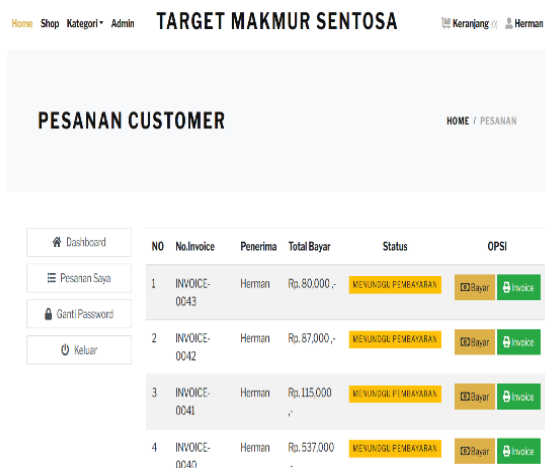 Home Shop Kategori Admin TARGET MAKMUR SENTOSA Keranjang (0) Herman
PESANAN CUSTOMER HOME / PESANAN
Dashboard
Pesanan Saya
Ganti Password
Keluar
NO No.Invoice Penerima Total Bayar Status OPSI
1 INVOICE- Herman Rp. 80,000 ,- MENUNGGU PEMBAYARAN Bayar Invoice
0043
2 INVOICE- Herman Rp. 87,000 ,- MENUNGGU PEMBAYARAN Bayar Invoice
0042
3 INVOICE- Herman Rp. 115,000 MENUNGGU PEMBAYARAN Bayar Invoice
0041 ,-
4 INVOICE- Herman Rp. 537,000 MENUNGGU PEMBAYARAN Bayar Invoice
0040